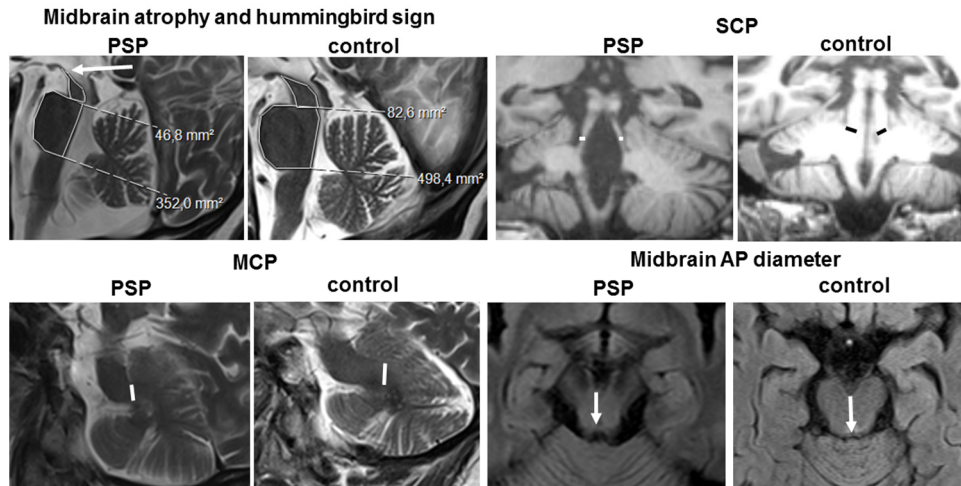 Midbrain atrophy and hummingbird sign
PSP
control
46,8 mm²
352,0 mm²
82,6 mm²
498,4 mm²
SCP
PSP
control
MCP
PSP
control
Midbrain AP diameter
PSP
control